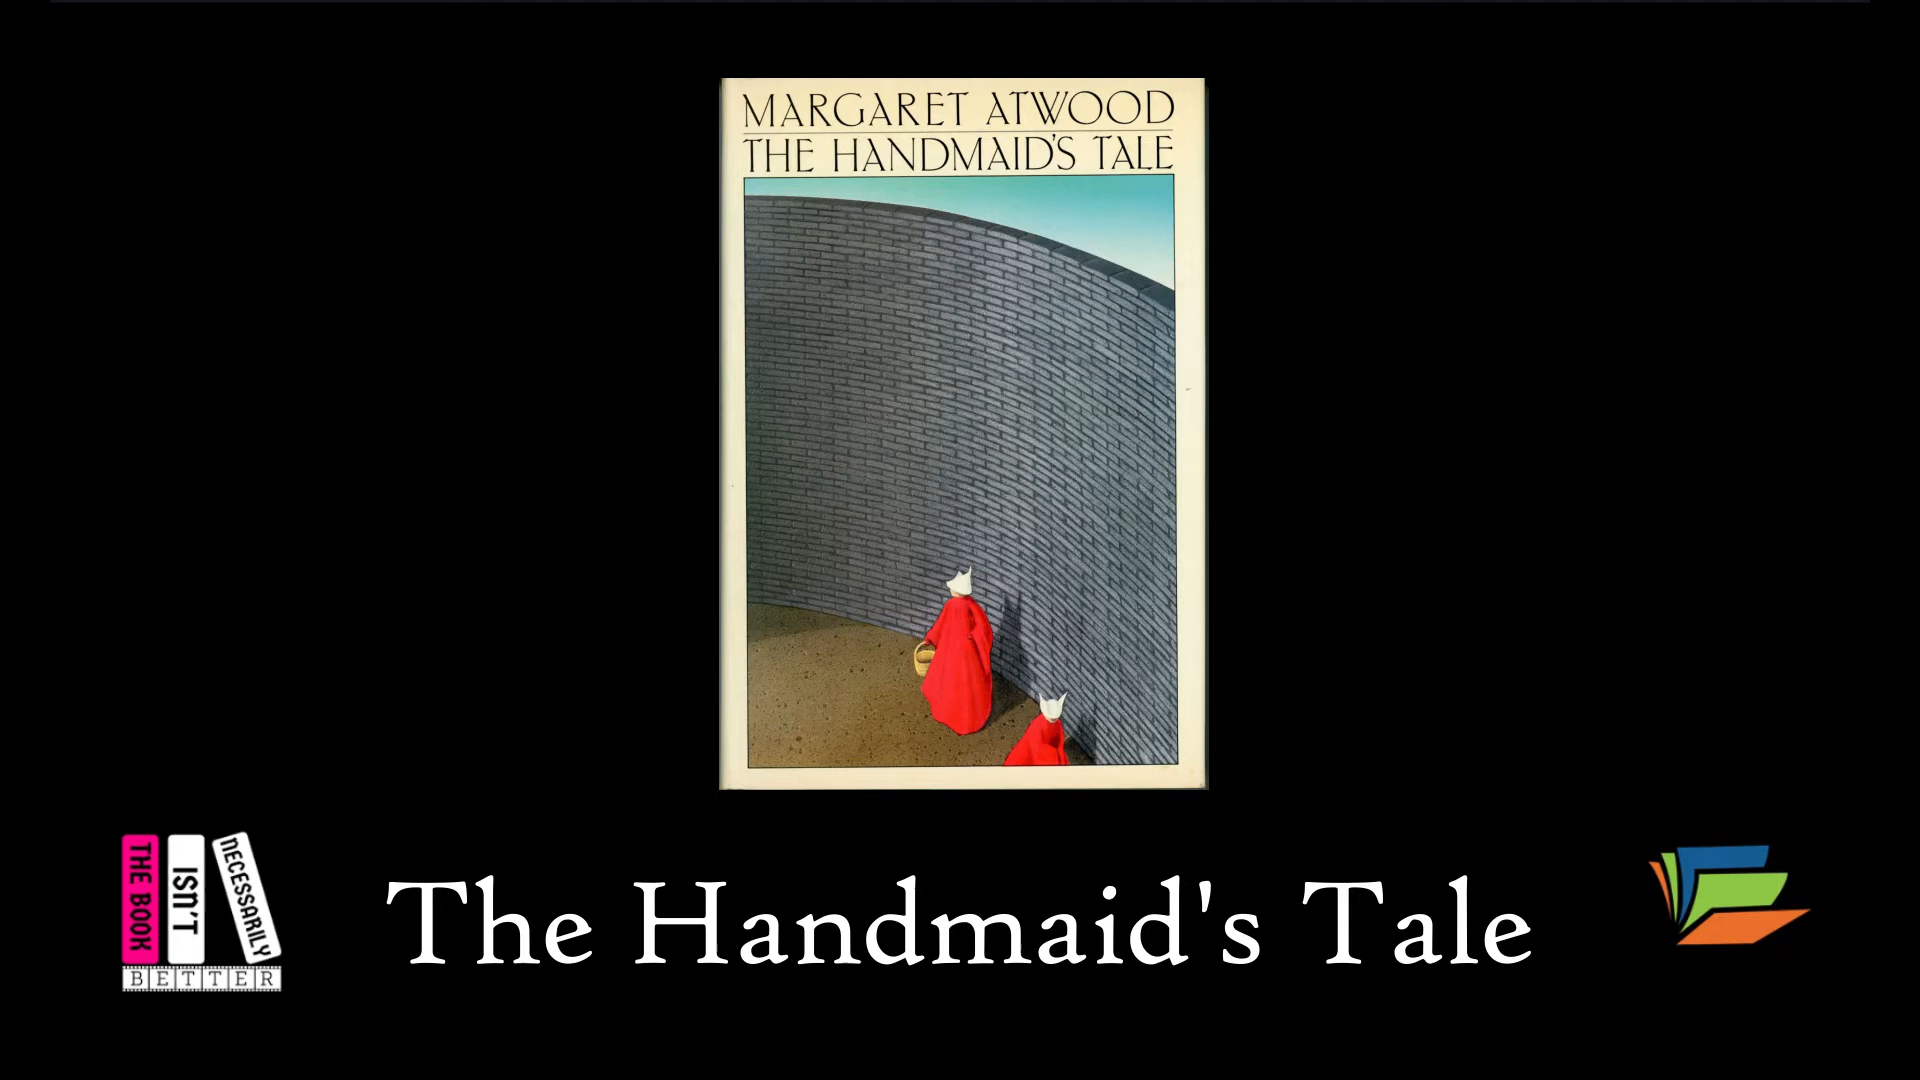 MARGARET ATWOOD
THE HANDMAID'S TALE
THE BOOK
ISN'T
NECESSARILY
BETTER
The Handmaid's Tale